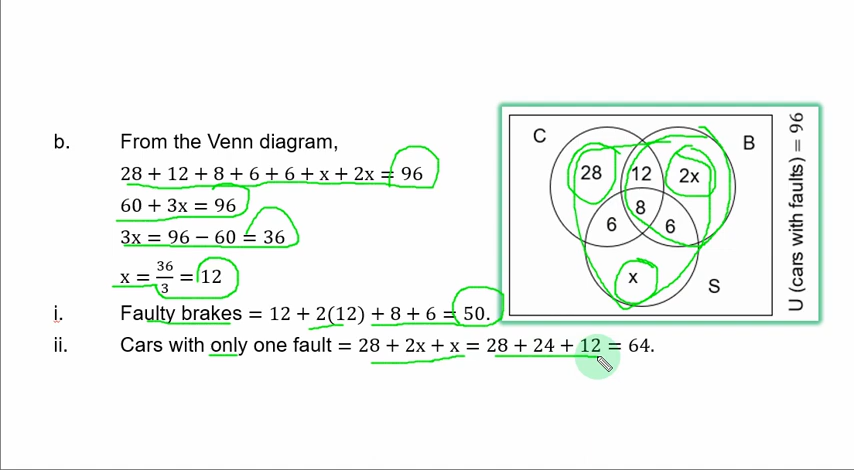 b. From the Venn diagram,
28 + 12 + 8 + 6 + 6 + x + 2x = 96
60 + 3x = 96
3x = 96 − 60 = 36
x = 36/3 = 12
i. Faulty brakes = 12 + 2(12) + 8 + 6 = 50.
ii. Cars with only one fault = 28 + 2x + x = 28 + 24 + 12 = 64.
C
B
28 12 2x
8
6 6
x
S
U (cars with faults) = 96